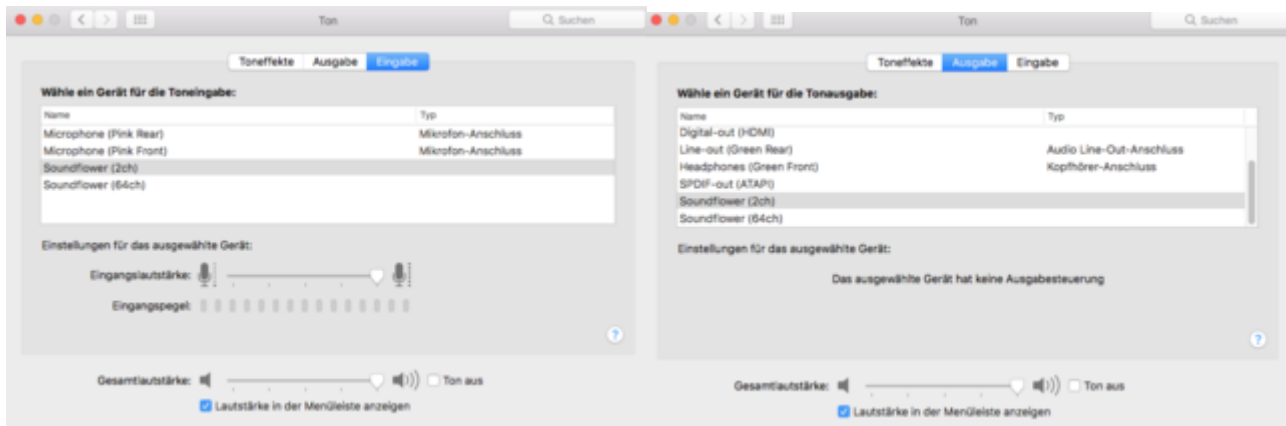 Ton
Suchen
Toneffekte Ausgabe Eingabe
Wähle ein Gerät für die Toneingabe:
Name Typ
Microphone (Pink Rear) Mikrofon-Anschluss
Microphone (Pink Front) Mikrofon-Anschluss
Soundflower (2ch)
Soundflower (64ch)
Einstellungen für das ausgewählte Gerät:
Eingangslautstärke:
Eingangspegel:
?
Gesamtlautstärke: Ton aus
Lautstärke in der Menüleiste anzeigen
Ton
Suchen
Toneffekte Ausgabe Eingabe
Wähle ein Gerät für die Tonausgabe:
Name Typ
Digital-out (HDMI)
Line-out (Green Rear) Audio Line-Out-Anschluss
Headphones (Green Front) Kopfhörer-Anschluss
SPDIF-out (ATAPI)
Soundflower (2ch)
Soundflower (64ch)
Einstellungen für das ausgewählte Gerät:
Das ausgewählte Gerät hat keine Ausgabesteuerung
?
Gesamtlautstärke: Ton aus
Lautstärke in der Menüleiste anzeigen